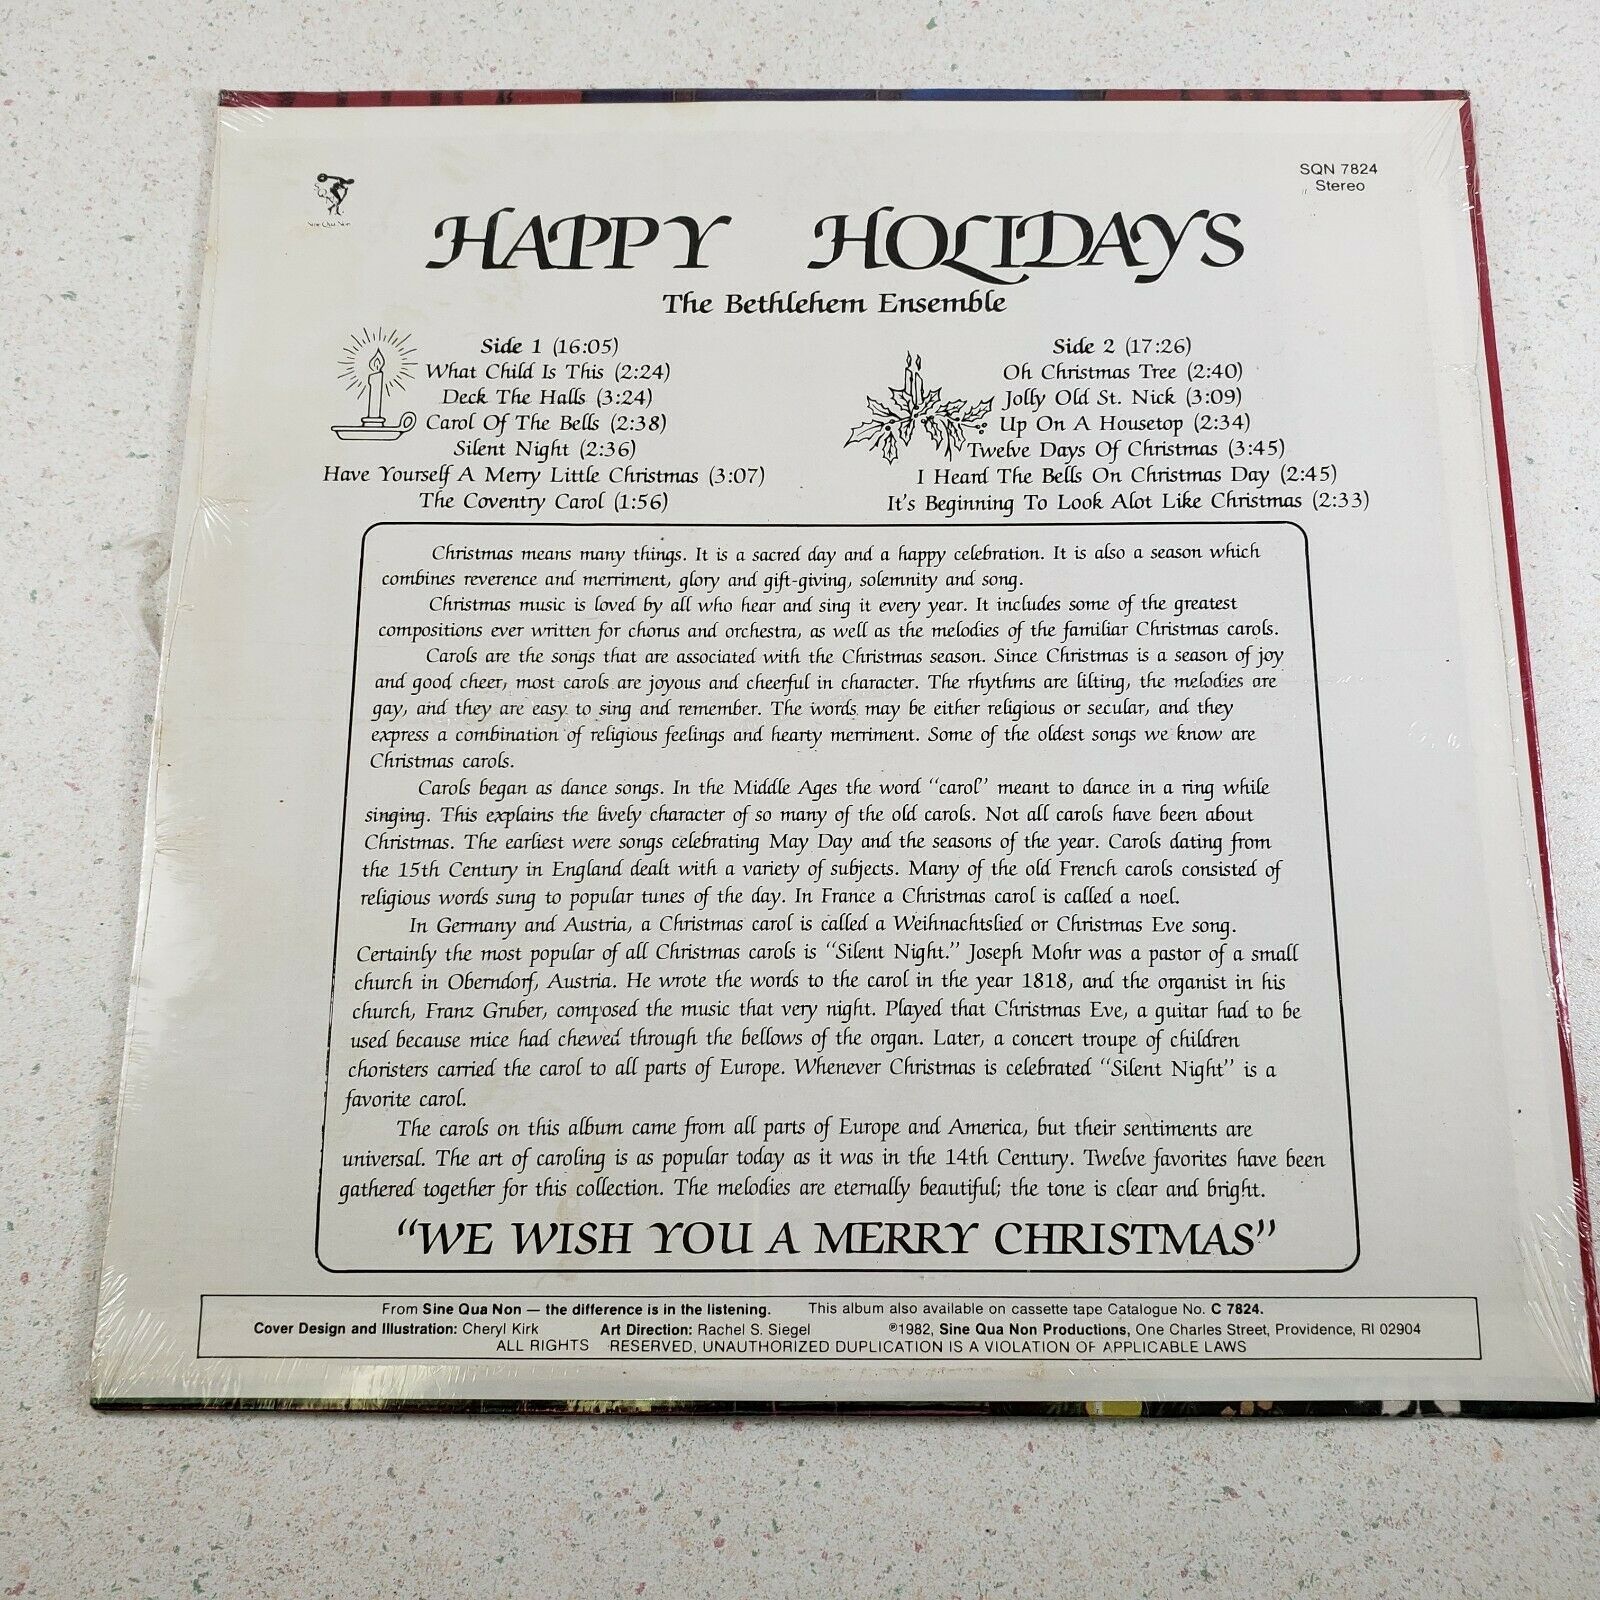 SQN 7824
Stereo
Sine Qua Non
HAPPY HOLIDAYS
The Bethlehem Ensemble
Side 1 (16:05)
What Child Is This (2:24)
Deck The Halls (3:24)
Carol Of The Bells (2:38)
Silent Night (2:36)
Have Yourself A Merry Little Christmas (3:07)
The Coventry Carol (1:56)
Side 2 (17:26)
Oh Christmas Tree (2:40)
Jolly Old St. Nick (3:09)
Up On A Housetop (2:34)
Twelve Days Of Christmas (3:45)
I Heard The Bells On Christmas Day (2:45)
It's Beginning To Look Alot Like Christmas (2:33)
Christmas means many things. It is a sacred day and a happy celebration. It is also a season which
combines reverence and merriment, glory and gift-giving, solemnity and song.
Christmas music is loved by all who hear and sing it every year. It includes some of the greatest
compositions ever written for chorus and orchestra, as well as the melodies of the familiar Christmas carols.
Carols are the songs that are associated with the Christmas season. Since Christmas is a season of joy
and good cheer, most carols are joyous and cheerful in character. The rhythms are lilting, the melodies are
gay, and they are easy to sing and remember. The words may be either religious or secular, and they
express a combination of religious feelings and hearty merriment. Some of the oldest songs we know are
Christmas carols.
Carols began as dance songs. In the Middle Ages the word "carol" meant to dance in a ring while
singing. This explains the lively character of so many of the old carols. Not all carols have been about
Christmas. The earliest were songs celebrating May Day and the seasons of the year. Carols dating from
the 15th Century in England dealt with a variety of subjects. Many of the old French carols consisted of
religious words sung to popular tunes of the day. In France a Christmas carol is called a noel.
In Germany and Austria, a Christmas carol is called a Weihnachtslied or Christmas Eve song.
Certainly the most popular of all Christmas carols is "Silent Night." Joseph Mohr was a pastor of a small
church in Oberndorf, Austria. He wrote the words to the carol in the year 1818, and the organist in his
church, Franz Gruber, composed the music that very night. Played that Christmas Eve, a guitar had to be
used because mice had chewed through the bellows of the organ. Later, a concert troupe of children
choristers carried the carol to all parts of Europe. Whenever Christmas is celebrated "Silent Night" is a
favorite carol.
The carols on this album came from all parts of Europe and America, but their sentiments are
universal. The art of caroling is as popular today as it was in the 14th Century. Twelve favorites have been
gathered together for this collection. The melodies are eternally beautiful; the tone is clear and bright.
"WE WISH YOU A MERRY CHRISTMAS"
From Sine Qua Non — the difference is in the listening. This album also available on cassette tape Catalogue No. C 7824.
Cover Design and Illustration: Cheryl Kirk Art Direction: Rachel S. Siegel ℗1982, Sine Qua Non Productions, One Charles Street, Providence, RI 02904
ALL RIGHTS RESERVED, UNAUTHORIZED DUPLICATION IS A VIOLATION OF APPLICABLE LAWS